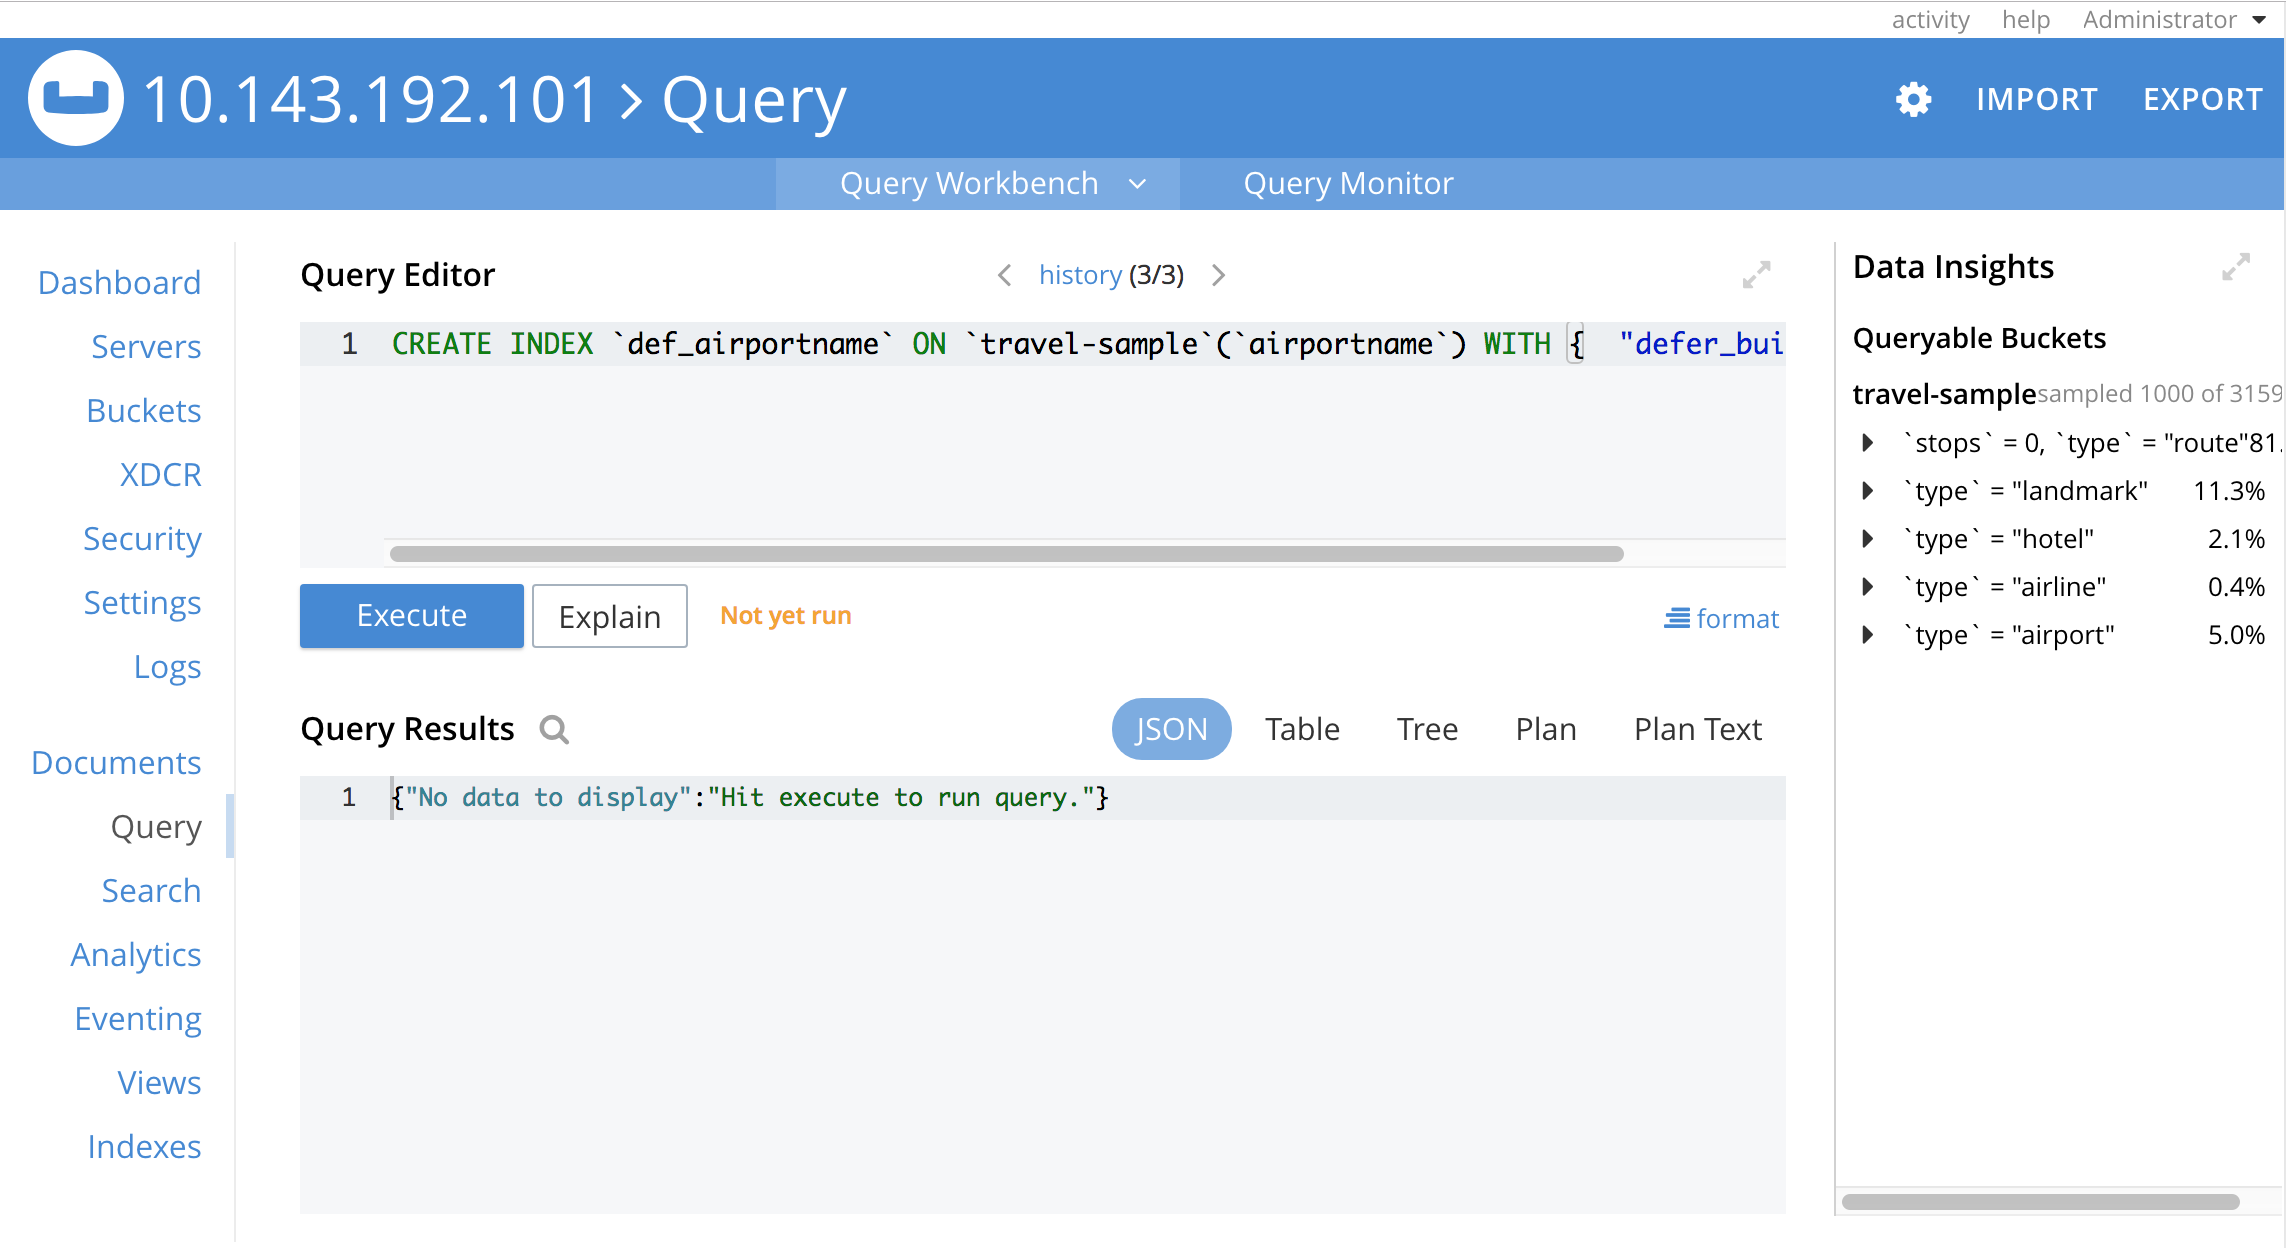 activity help Administrator
10.143.192.101 > Query
IMPORT EXPORT
Query Workbench
Query Monitor
Dashboard
Servers
Buckets
XDCR
Security
Settings
Logs
Documents
Query
Search
Analytics
Eventing
Views
Indexes
Query Editor
history (3/3)
1 CREATE INDEX `def_airportname` ON `travel-sample`(`airportname`) WITH { "defer_bui
Execute
Explain
Not yet run
format
Query Results
JSON Table Tree Plan Plan Text
1 {"No data to display":"Hit execute to run query."}
Data Insights
Queryable Buckets
travel-sample sampled 1000 of 3159
`stops` = 0, `type` = "route" 81.
`type` = "landmark" 11.3%
`type` = "hotel" 2.1%
`type` = "airline" 0.4%
`type` = "airport" 5.0%